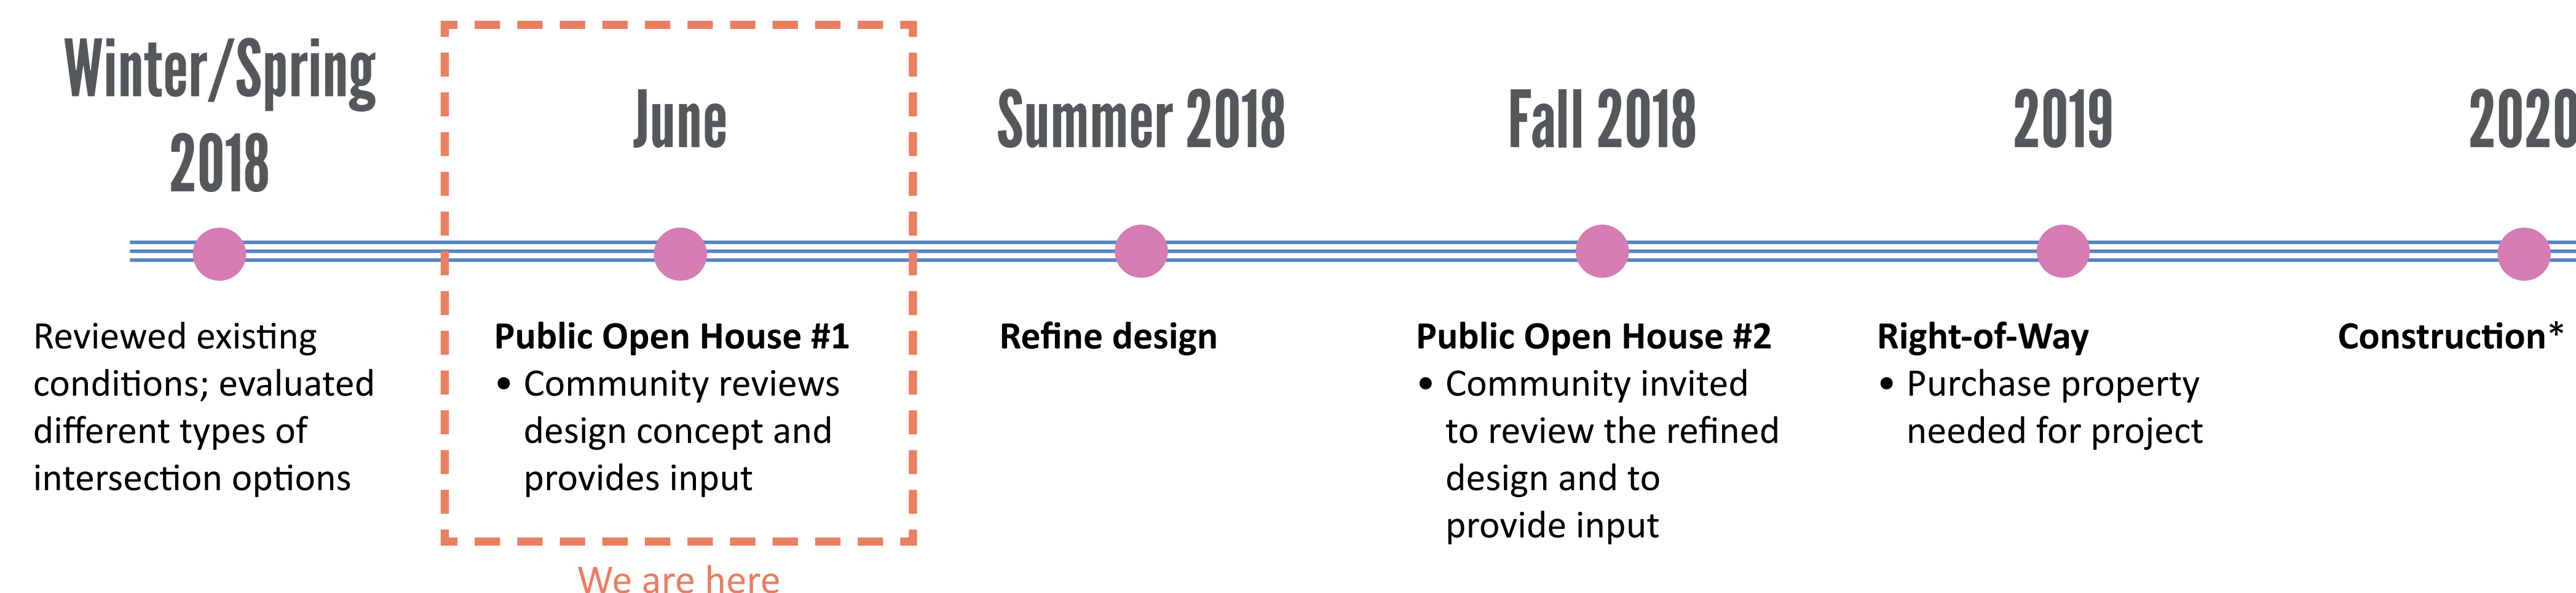 Winter/Spring
2018
Reviewed existing
conditions; evaluated
different types of
intersection options
June
Public Open House #1
• Community reviews
design concept and
provides input
We are here
Summer 2018
Refine design
Fall 2018
Public Open House #2
• Community invited
to review the refined
design and to
provide input
2019
Right-of-Way
• Purchase property
needed for project
2020
Construction*